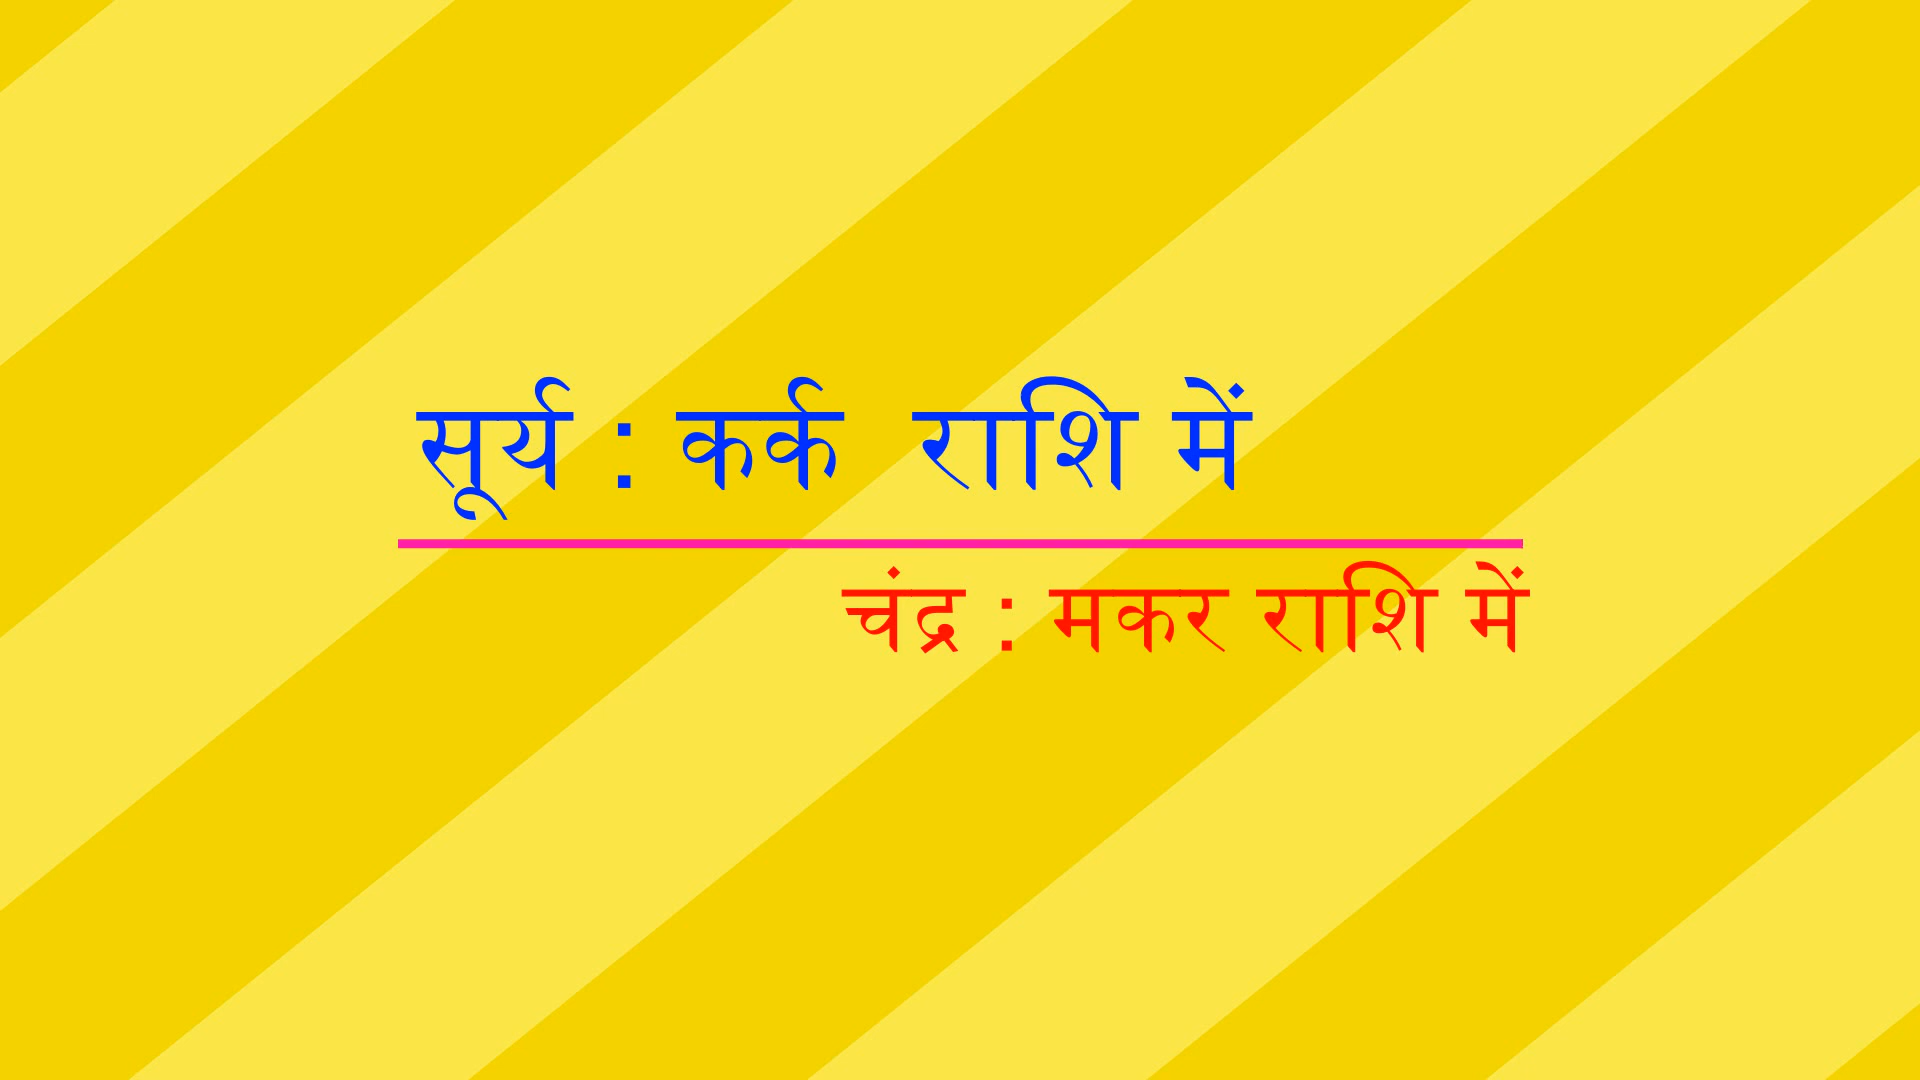 सूर्य : कर्क राशि में
चंद्र : मकर राशि में